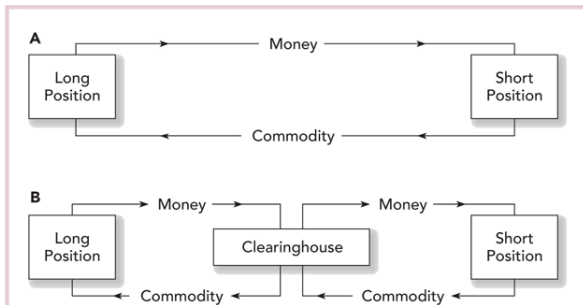 A
Money
Long
Position
Short
Position
Commodity
B
Money
Money
Long
Position
Clearinghouse
Short
Position
Commodity
Commodity